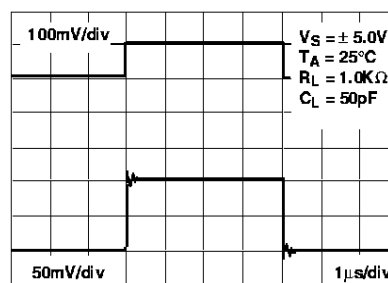 100mV/div
V_S = ± 5.0V
T_A = 25°C
R_L = 1.0KΩ
C_L = 50pF
50mV/div
1μs/div